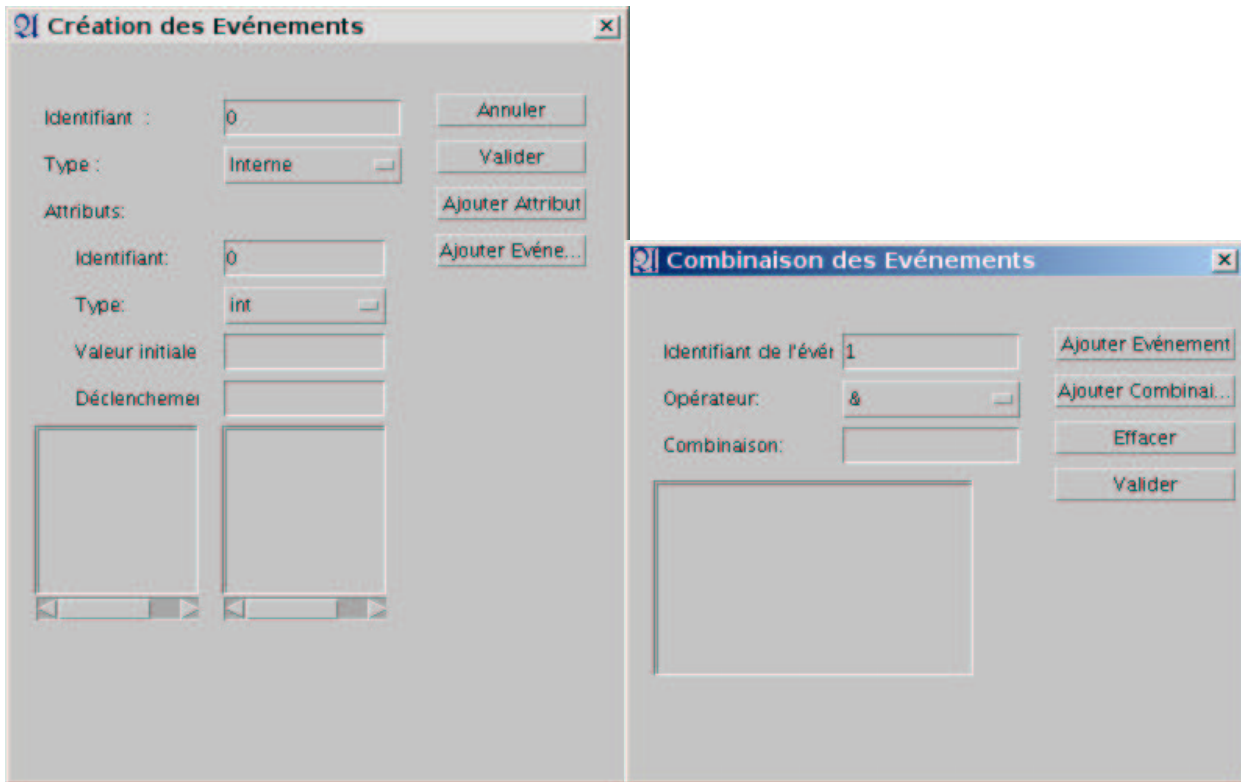 Création des Evénements
Identifiant : 0 Annuler
Type : Interne Valider
Attributs: Ajouter Attribut
Identifiant: 0 Ajouter Evéne...
Type: int
Valeur initiale
Déclenchemer
Combinaison des Evénements
Identifiant de l'évér 1 Ajouter Evénement
Opérateur: & Ajouter Combinai...
Combinaison: Effacer
Valider